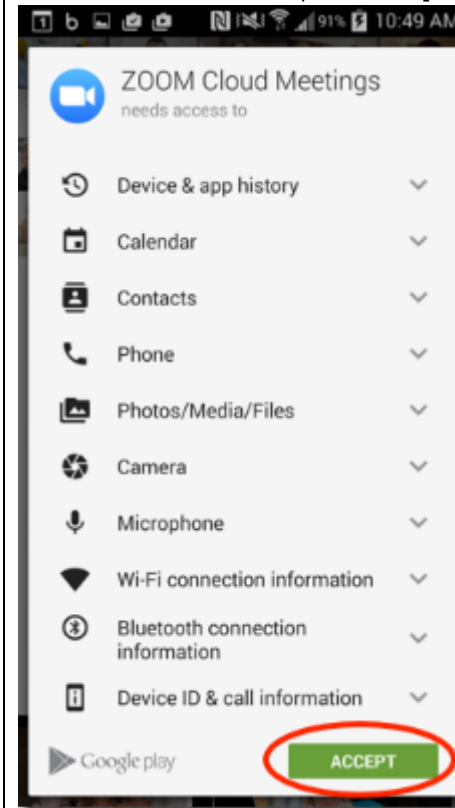 1 b N 91% 10:49 AM
ZOOM Cloud Meetings
needs access to
Device & app history
Calendar
Contacts
Phone
Photos/Media/Files
Camera
Microphone
Wi-Fi connection information
Bluetooth connection
information
Device ID & call information
Google play
ACCEPT